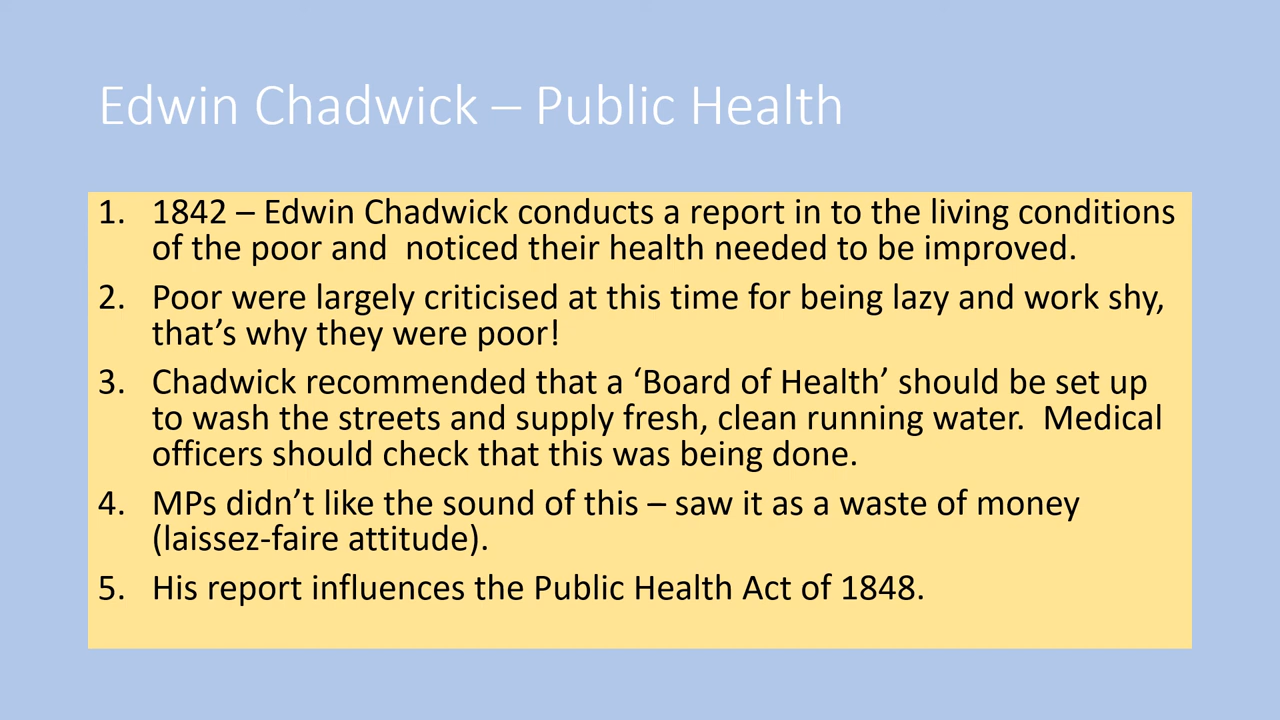 Edwin Chadwick – Public Health
1. 1842 – Edwin Chadwick conducts a report in to the living conditions
of the poor and  noticed their health needed to be improved.
2. Poor were largely criticised at this time for being lazy and work shy,
that’s why they were poor!
3. Chadwick recommended that a ‘Board of Health’ should be set up
to wash the streets and supply fresh, clean running water.  Medical
officers should check that this was being done.
4. MPs didn’t like the sound of this – saw it as a waste of money
(laissez-faire attitude).
5. His report influences the Public Health Act of 1848.